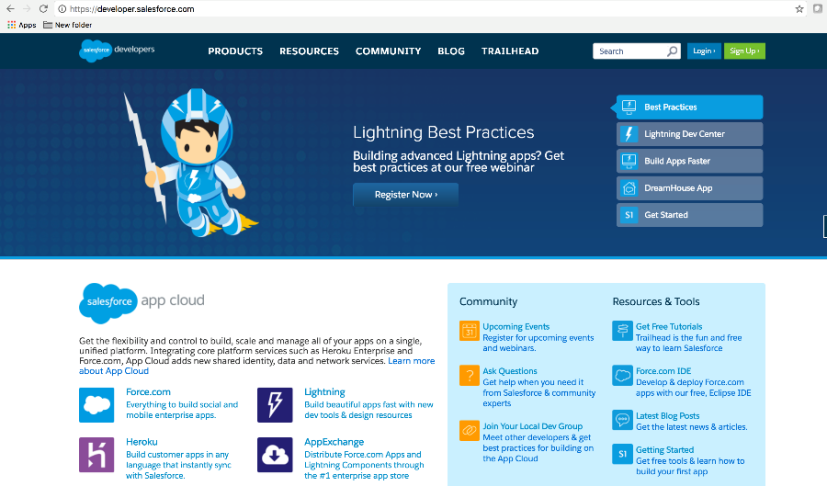 https://developer.salesforce.com
Apps New folder
salesforce developers
PRODUCTS RESOURCES COMMUNITY BLOG TRAILHEAD
Search
Login ›
Sign Up ›
Lightning Best Practices
Building advanced Lightning apps? Get
best practices at our free webinar
Register Now ›
Best Practices
Lightning Dev Center
Build Apps Faster
DreamHouse App
S1 Get Started
salesforce app cloud
Get the flexibility and control to build, scale and manage all of your apps on a single,
unified platform. Integrating core platform services such as Heroku Enterprise and
Force.com, App Cloud adds new shared identity, data and network services. Learn more
about App Cloud
Force.com
Everything to build social and
mobile enterprise apps.
Lightning
Build beautiful apps fast with new
dev tools & design resources
Heroku
Build customer apps in any
language that instantly sync
with Salesforce.
AppExchange
Distribute Force.com Apps and
Lightning Components through
the #1 enterprise app store
Community
31 Upcoming Events
Register for upcoming events
and webinars.
? Ask Questions
Get help when you need it
from Salesforce & community
experts
Join Your Local Dev Group
Meet other developers & get
best practices for building on
the App Cloud
Resources & Tools
Get Free Tutorials
Trailhead is the fun and free
way to learn Salesforce
Force.com IDE
Develop & deploy Force.com
apps with our free, Eclipse IDE
Latest Blog Posts
Get the latest news & articles.
S1 Getting Started
Get free tools & learn how to
build your first app